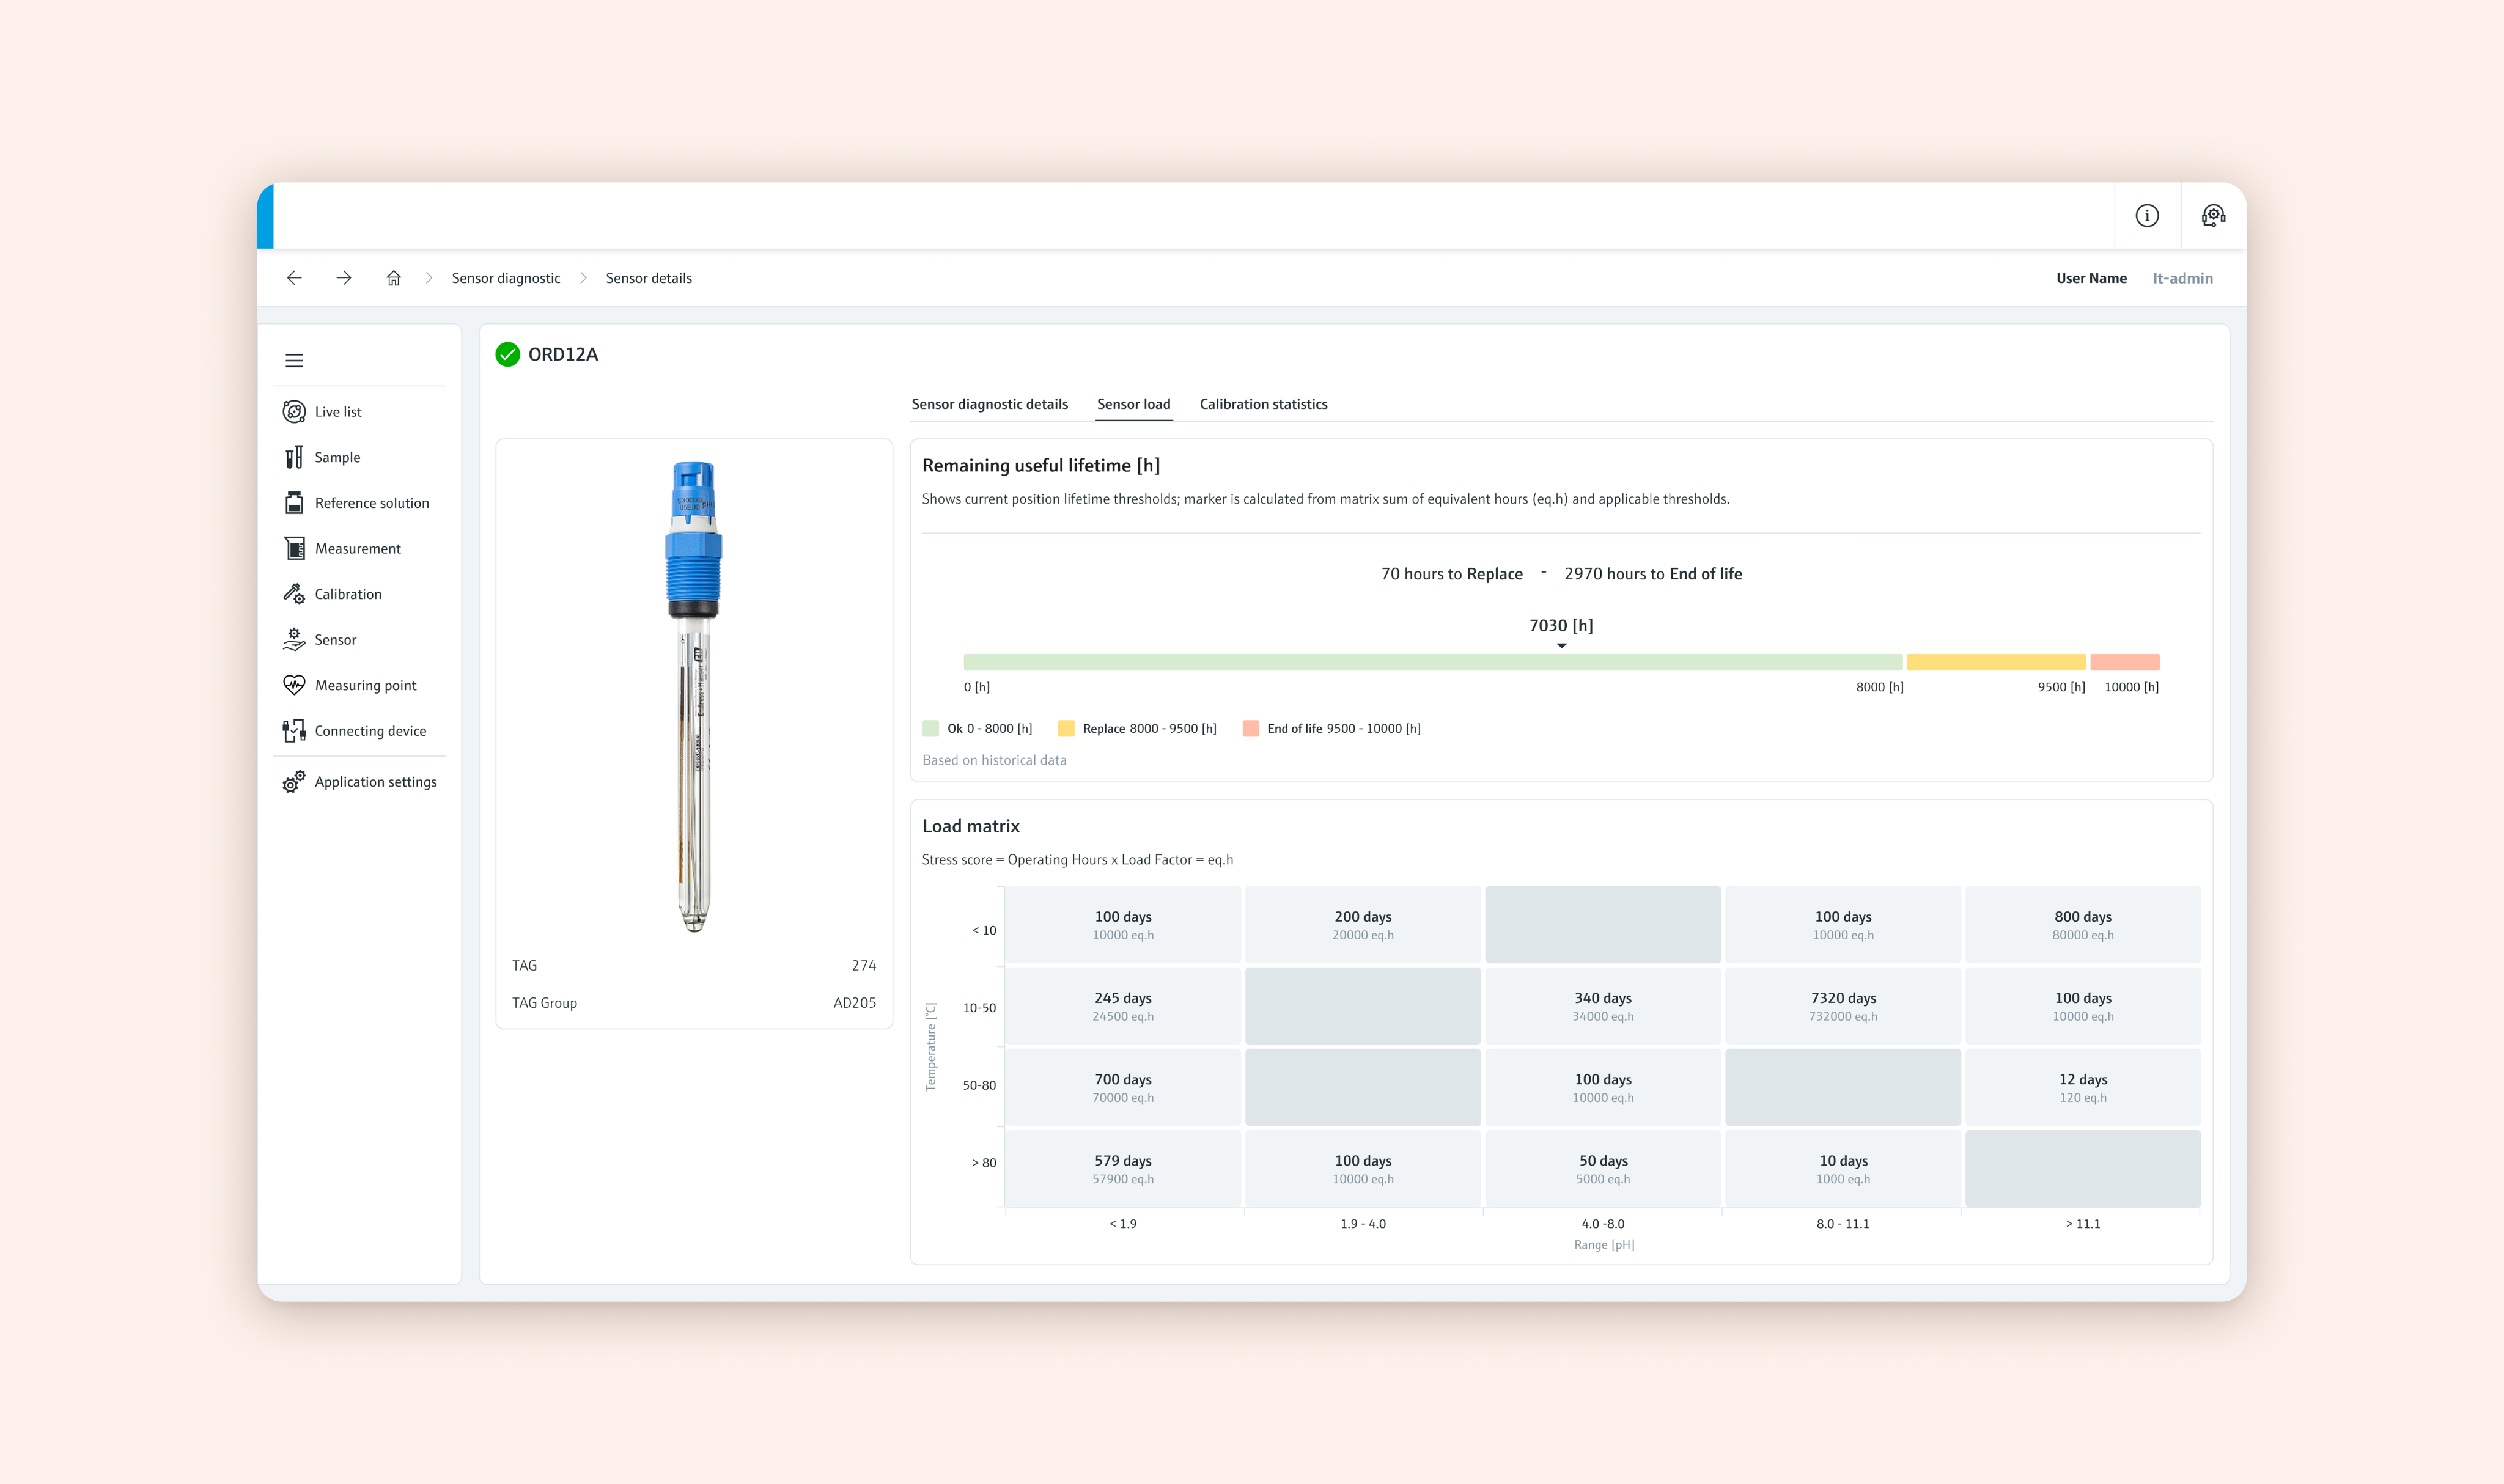 Sensor diagnostic
Sensor details
User Name
It-admin
Live list
Sample
Reference solution
Measurement
Calibration
Sensor
Measuring point
Connecting device
Application settings
ORD12A
Sensor diagnostic details
Sensor load
Calibration statistics
TAG
274
TAG Group
AD205
Endress+Hauser
Remaining useful lifetime [h]
Shows current position lifetime thresholds; marker is calculated from matrix sum of equivalent hours (eq.h) and applicable thresholds.
70 hours to Replace - 2970 hours to End of life
7030 [h]
0 [h]
8000 [h]
9500 [h]
10000 [h]
Ok 0 - 8000 [h]
Replace 8000 - 9500 [h]
End of life 9500 - 10000 [h]
Based on historical data
Load matrix
Stress score = Operating Hours x Load Factor = eq.h
Temperature [°C]
< 10
100 days
10000 eq.h
200 days
20000 eq.h
100 days
10000 eq.h
800 days
80000 eq.h
10-50
245 days
24500 eq.h
340 days
34000 eq.h
7320 days
732000 eq.h
100 days
10000 eq.h
50-80
700 days
70000 eq.h
100 days
10000 eq.h
12 days
120 eq.h
> 80
579 days
57900 eq.h
100 days
10000 eq.h
50 days
5000 eq.h
10 days
1000 eq.h
< 1.9
1.9 - 4.0
4.0 -8.0
8.0 - 11.1
> 11.1
Range [pH]